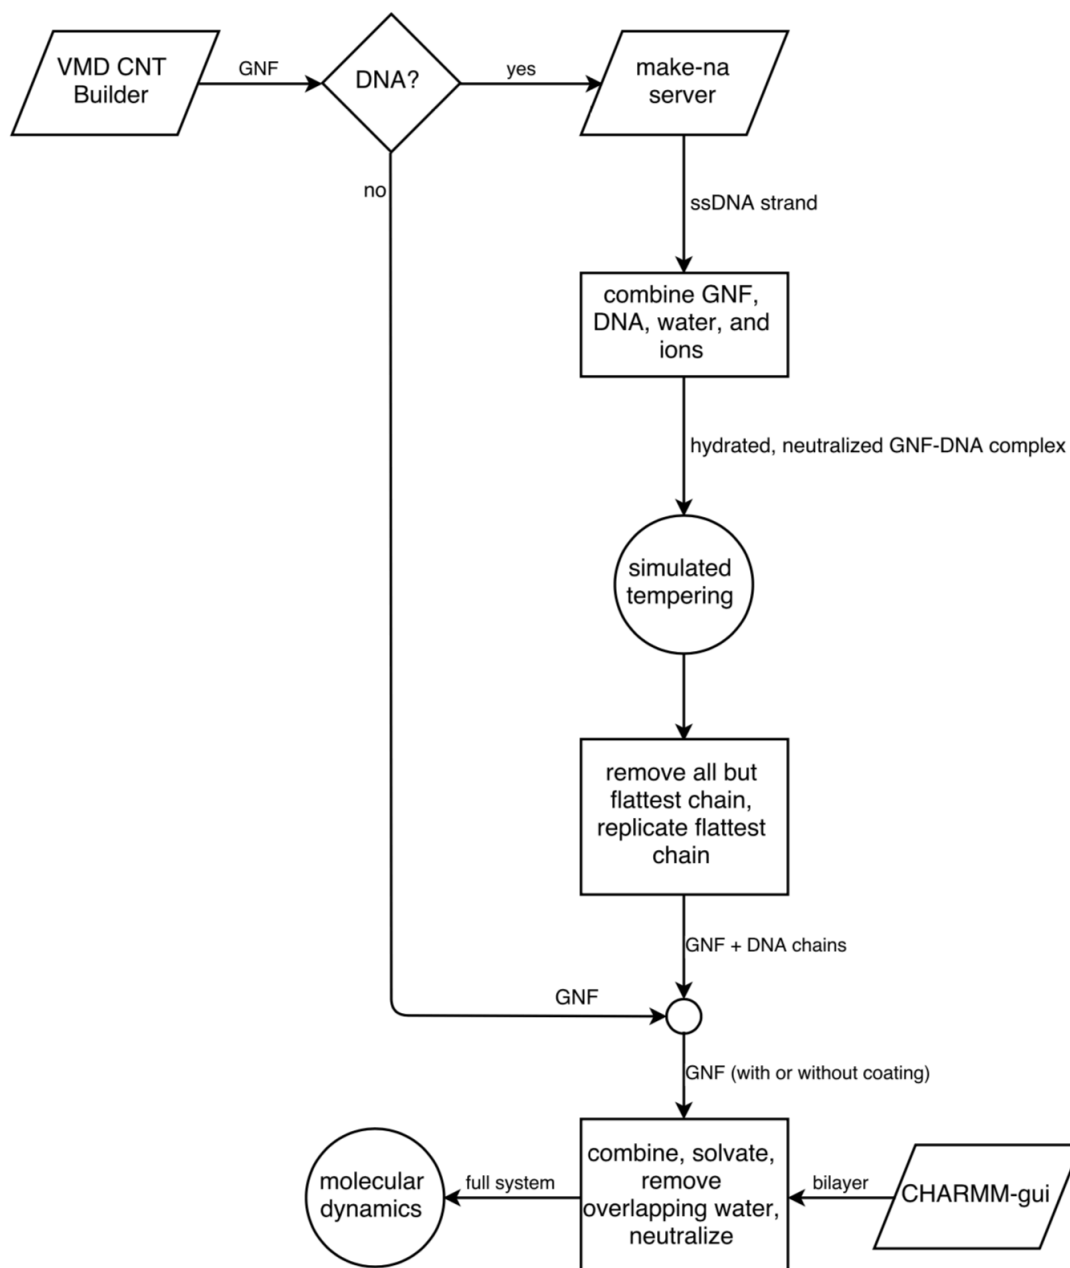 VMD CNT
Builder
GNF
DNA?
yes
make-na
server
no
ssDNA strand
combine GNF,
DNA, water, and
ions
hydrated, neutralized GNF-DNA complex
simulated
tempering
remove all but
flattest chain,
replicate flattest
chain
GNF + DNA chains
GNF
GNF (with or without coating)
molecular
dynamics
full system
combine, solvate,
remove
overlapping water,
neutralize
bilayer
CHARMM-gui